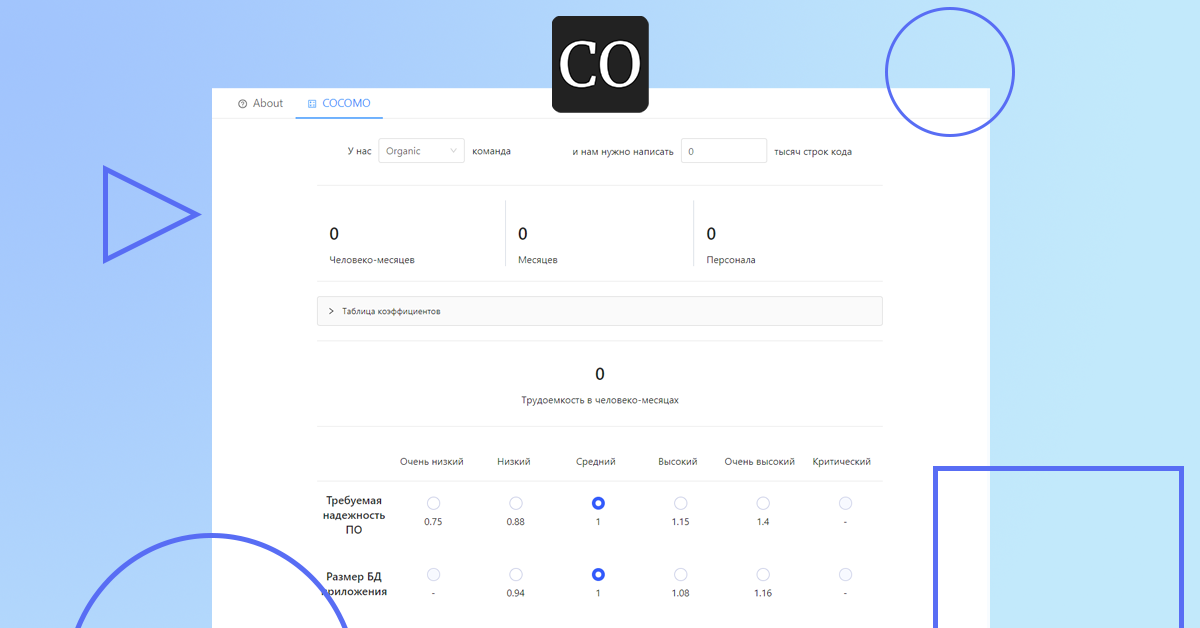 CO
About COCOMO
У нас Organic команда и нам нужно написать 0 тысяч строк кода
0 0 0
Человеко-месяцев Месяцев Персонала
Таблица коэффициентов
0
Трудоемкость в человеко-месяцах
Очень низкий Низкий Средний Высокий Очень высокий Критический
Требуемая
надежность
ПО
0.75 0.88 1 1.15 1.4 -
Размер БД
приложения
- 0.94 1 1.08 1.16 -